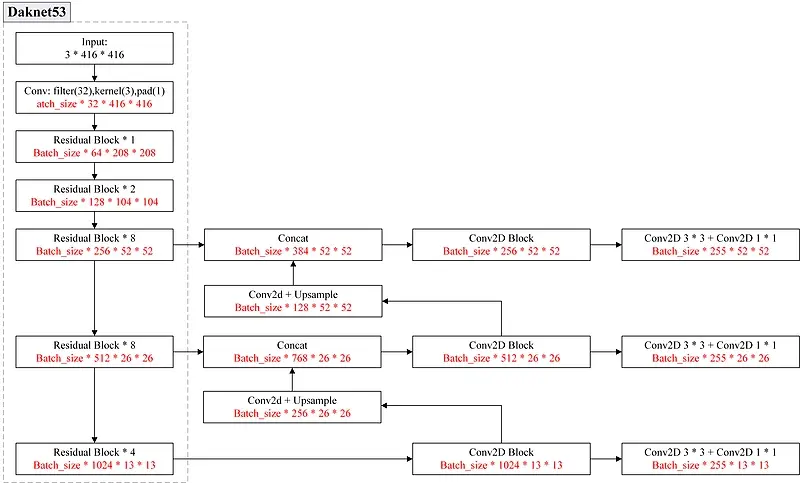 Daknet53
Input:
3 * 416 * 416
Conv: filter(32),kernel(3),pad(1)
atch_size * 32 * 416 * 416
Residual Block * 1
Batch_size * 64 * 208 * 208
Residual Block * 2
Batch_size * 128 * 104 * 104
Residual Block * 8
Batch_size * 256 * 52 * 52
Concat
Batch_size * 384 * 52 * 52
Conv2D Block
Batch_size * 256 * 52 * 52
Conv2D 3 * 3 + Conv2D 1 * 1
Batch_size * 255 * 52 * 52
Conv2d + Upsample
Batch_size * 128 * 52 * 52
Residual Block * 8
Batch_size * 512 * 26 * 26
Concat
Batch_size * 768 * 26 * 26
Conv2D Block
Batch_size * 512 * 26 * 26
Conv2D 3 * 3 + Conv2D 1 * 1
Batch_size * 255 * 26 * 26
Conv2d + Upsample
Batch_size * 256 * 26 * 26
Residual Block * 4
Batch_size * 1024 * 13 * 13
Conv2D Block
Batch_size * 1024 * 13 * 13
Conv2D 3 * 3 + Conv2D 1 * 1
Batch_size * 255 * 13 * 13